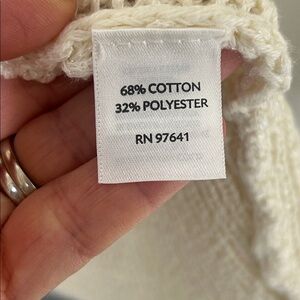 68% COTTON
32% POLYESTER
RN 97641